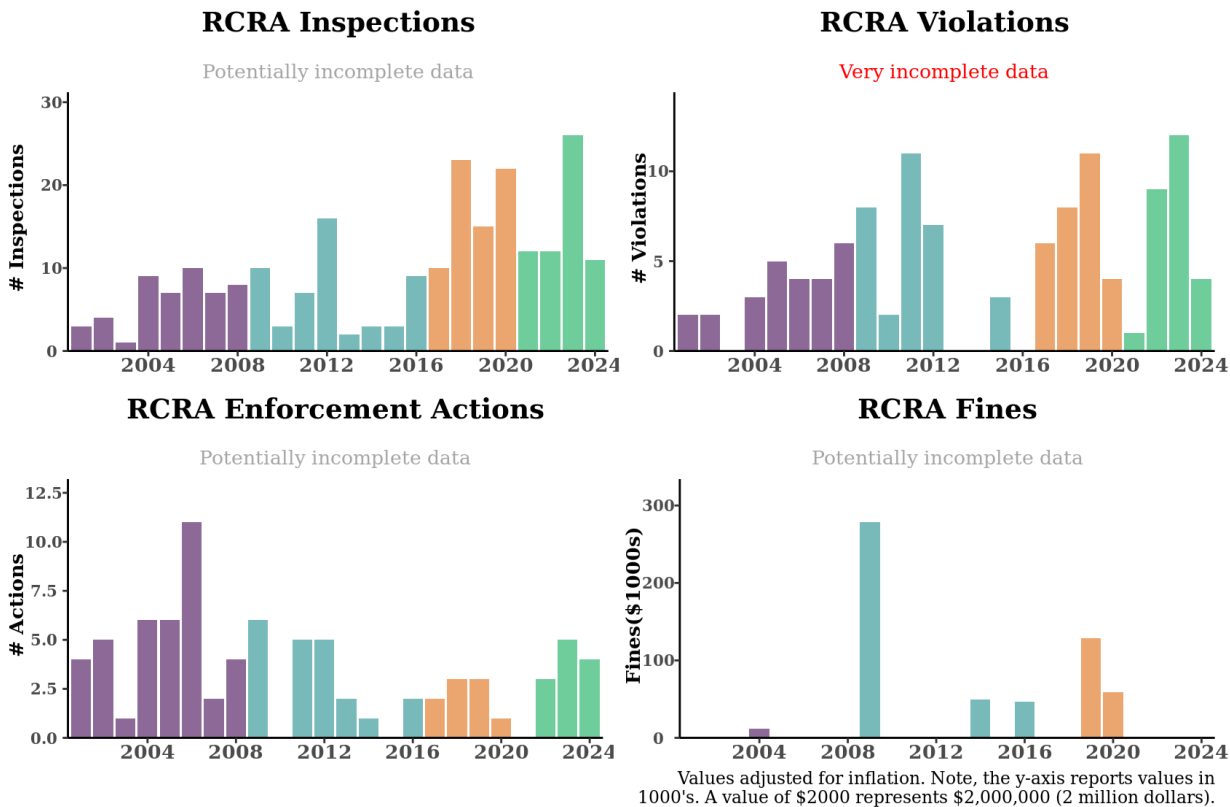 RCRA Inspections
Potentially incomplete data
# Inspections
30
20
10
0
2004 2008 2012 2016 2020 2024
RCRA Violations
Very incomplete data
# Violations
10
5
0
2004 2008 2012 2016 2020 2024
RCRA Enforcement Actions
Potentially incomplete data
# Actions
12.5
10.0
7.5
5.0
2.5
0.0
2004 2008 2012 2016 2020 2024
RCRA Fines
Potentially incomplete data
Fines($1000s)
300
200
100
0
2004 2008 2012 2016 2020 2024
Values adjusted for inflation. Note, the y-axis reports values in
1000's. A value of $2000 represents $2,000,000 (2 million dollars).